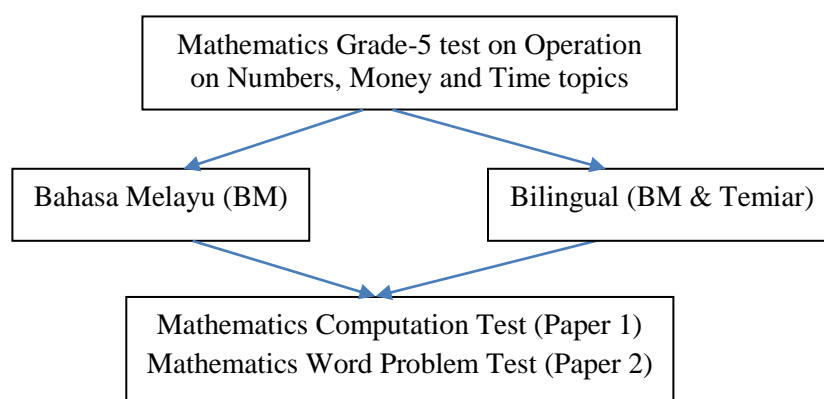 Mathematics Grade-5 test on Operation
on Numbers, Money and Time topics
Bahasa Melayu (BM)
Bilingual (BM & Temiar)
Mathematics Computation Test (Paper 1)
Mathematics Word Problem Test (Paper 2)